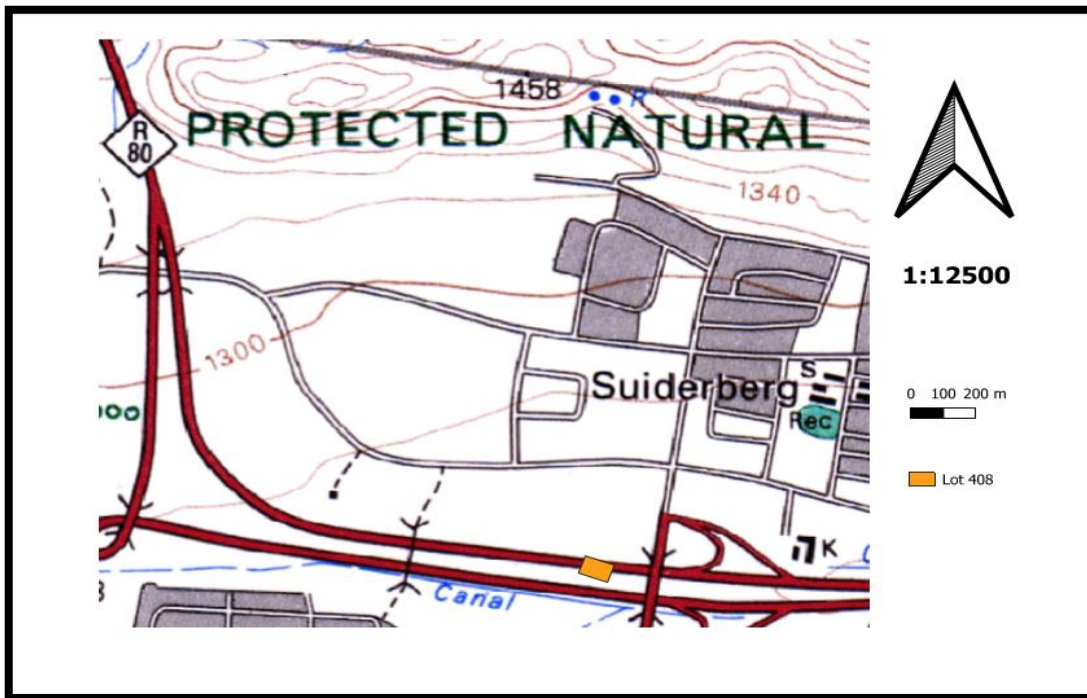 1458
R
PROTECTED NATURAL
R
80
1340
1:12500
1300
S
Suiderberg
0 100 200 m
Rec
Lot 408
K
Canal